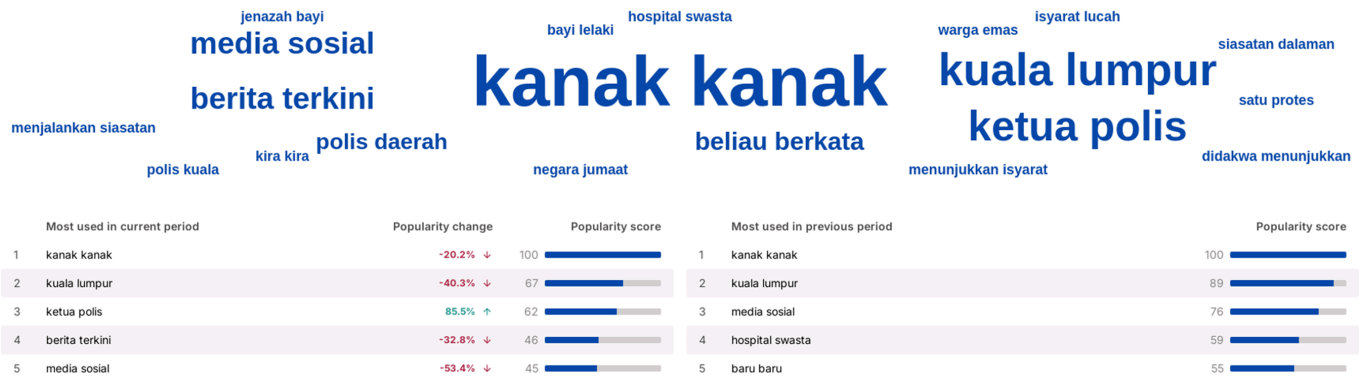 jenazah bayi
hospital swasta
isyarat lucah
bayi lelaki
warga emas
media sosial
siasatan dalaman
kanak kanak
kuala lumpur
berita terkini
satu protes
menjalankan siasatan
ketua polis
polis daerah
beliau berkata
kira kira
didakwa menunjukkan
polis kuala
negara jumaat
menunjukkan isyarat
Most used in current period Popularity change Popularity score
1 kanak kanak -20.2% ↓ 100
2 kuala lumpur -40.3% ↓ 67
3 ketua polis 85.5% ↑ 62
4 berita terkini -32.8% ↓ 46
5 media sosial -53.4% ↓ 45
Most used in previous period Popularity score
1 kanak kanak 100
2 kuala lumpur 89
3 media sosial 76
4 hospital swasta 59
5 baru baru 55